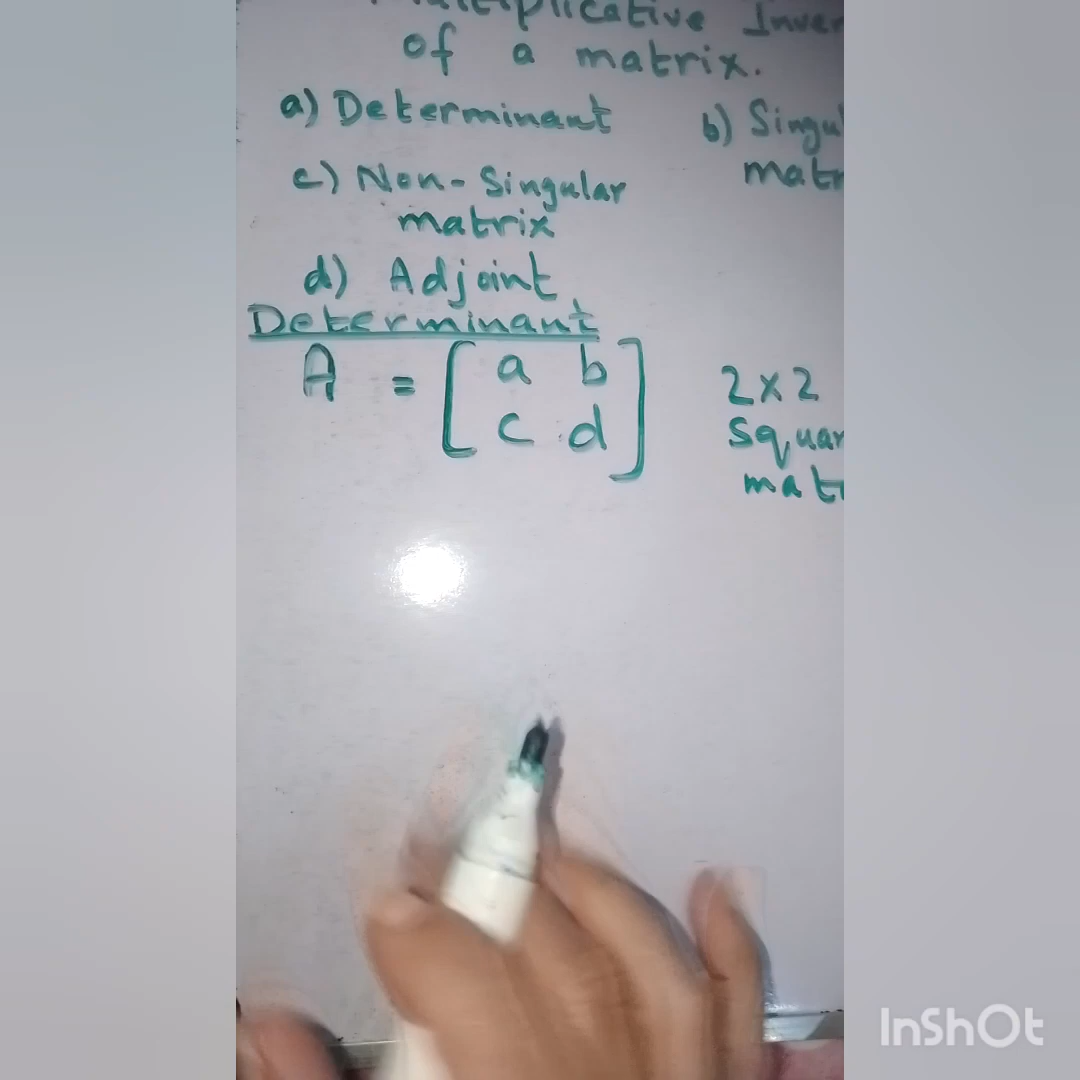 of a matrix.
a) Determinant
b)
c) Non-Singular
matrix
d) Adjoint
Determinant
A = [ a b
c d ]
2x2
InShOt